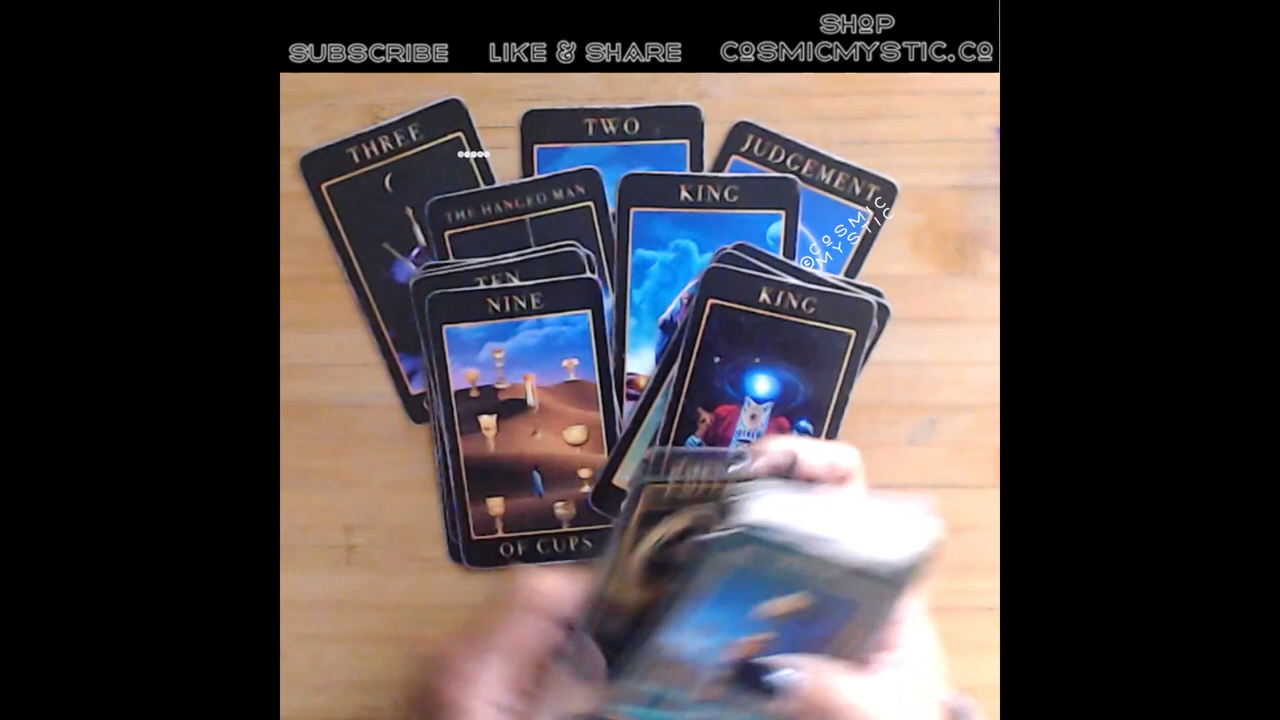 SHOP
SUBSCRIBE LIKE & SHARE COSMICMYSTIC.CO
THREE
TWO
JUDGEMENT
THE HANGED MAN
KING
©COSMIC
MYSTIC
TEN
NINE
KING
OF CUPS